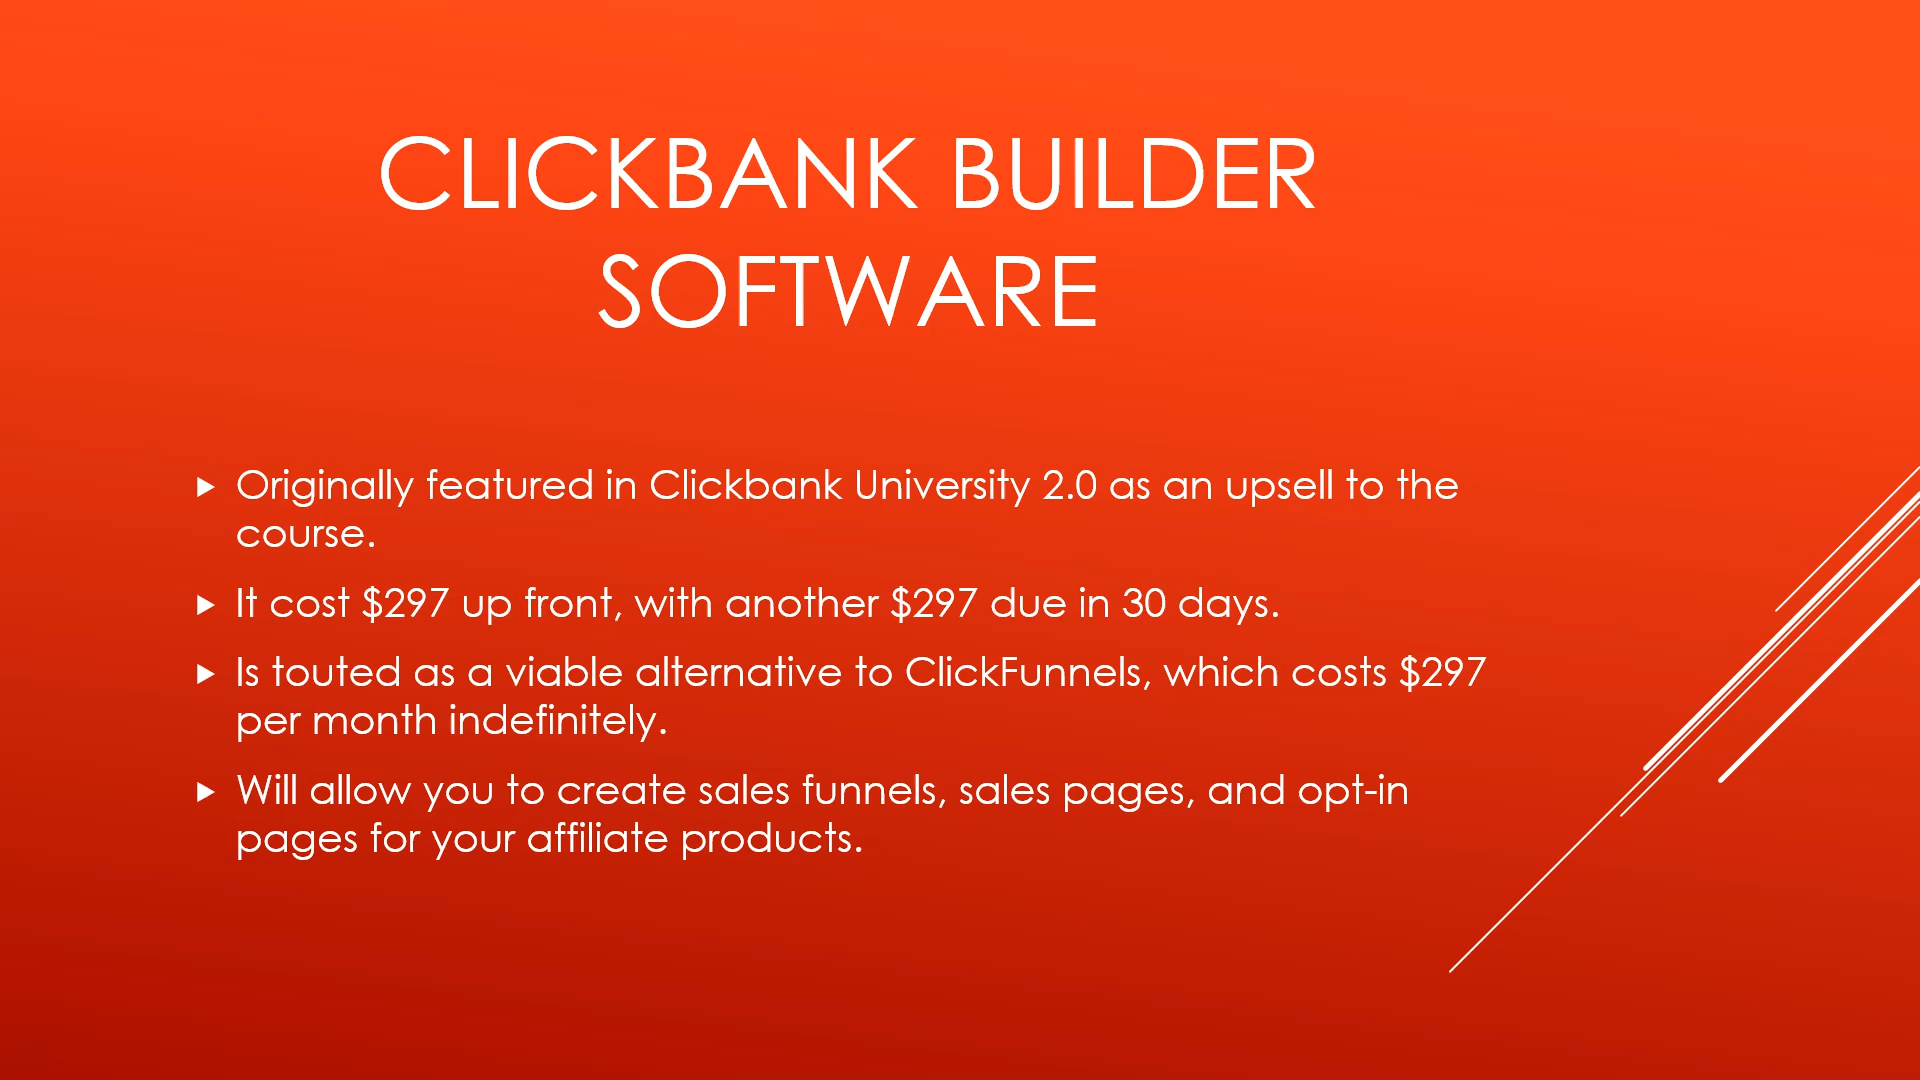 CLICKBANK BUILDER
SOFTWARE
Originally featured in Clickbank University 2.0 as an upsell to the
course.
It cost $297 up front, with another $297 due in 30 days.
Is touted as a viable alternative to ClickFunnels, which costs $297
per month indefinitely.
Will allow you to create sales funnels, sales pages, and opt-in
pages for your affiliate products.